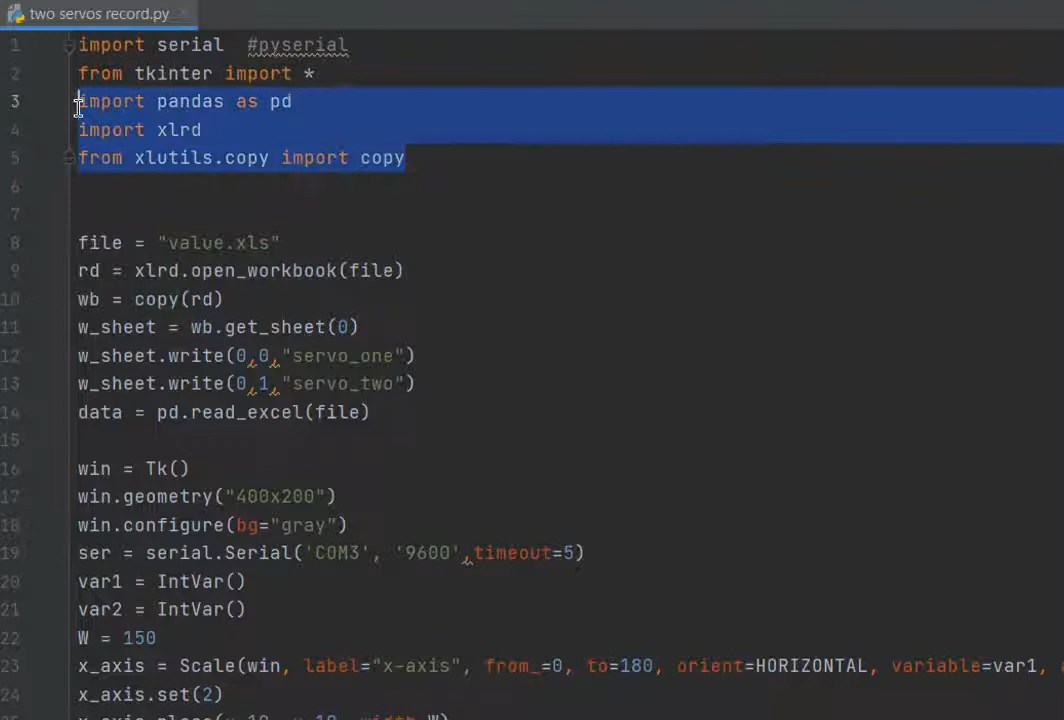 two servos record.py
1 import serial  #pyserial
2 from tkinter import *
3 import pandas as pd
4 import xlrd
5 from xlutils.copy import copy
6
7
8 file = "value.xls"
9 rd = xlrd.open_workbook(file)
10 wb = copy(rd)
11 w_sheet = wb.get_sheet(0)
12 w_sheet.write(0,0,"servo_one")
13 w_sheet.write(0,1,"servo_two")
14 data = pd.read_excel(file)
15
16 win = Tk()
17 win.geometry("400x200")
18 win.configure(bg="gray")
19 ser = serial.Serial('COM3', '9600',timeout=5)
20 var1 = IntVar()
21 var2 = IntVar()
22 W = 150
23 x_axis = Scale(win, label="x-axis", from_=0, to=180, orient=HORIZONTAL, variable=var1,
24 x_axis.set(2)